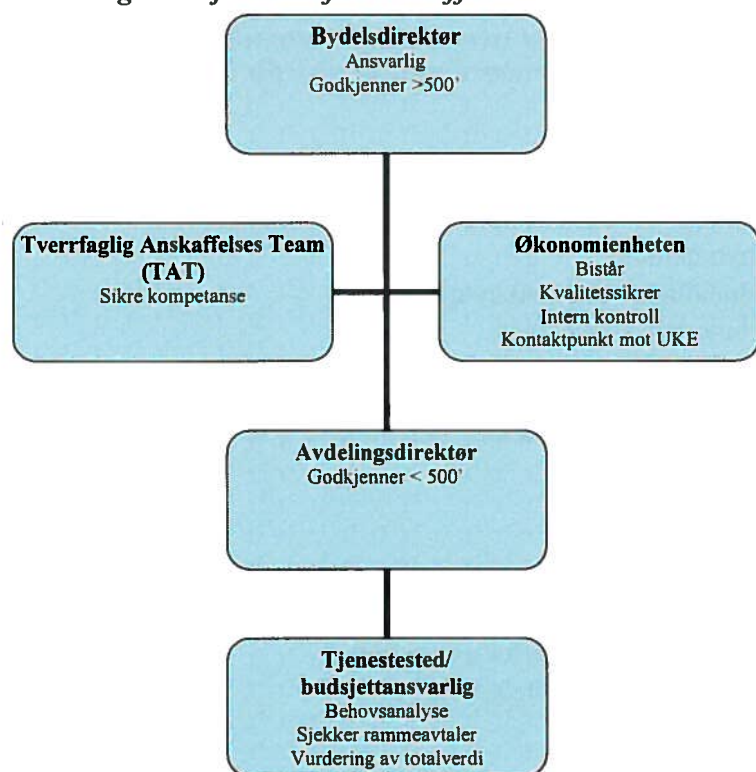 Bydelsdirektør
Ansvarlig
Godkjenner >500'
Tverrfaglig Anskaffelses Team
(TAT)
Sikre kompetanse
Økonomienheten
Bistår
Kvalitetssikrer
Intern kontroll
Kontaktpunkt mot UKE
Avdelingsdirektør
Godkjenner < 500'
Tjenestested/
budsjettansvarlig
Behovsanalyse
Sjekker rammeavtaler
Vurdering av totalverdi